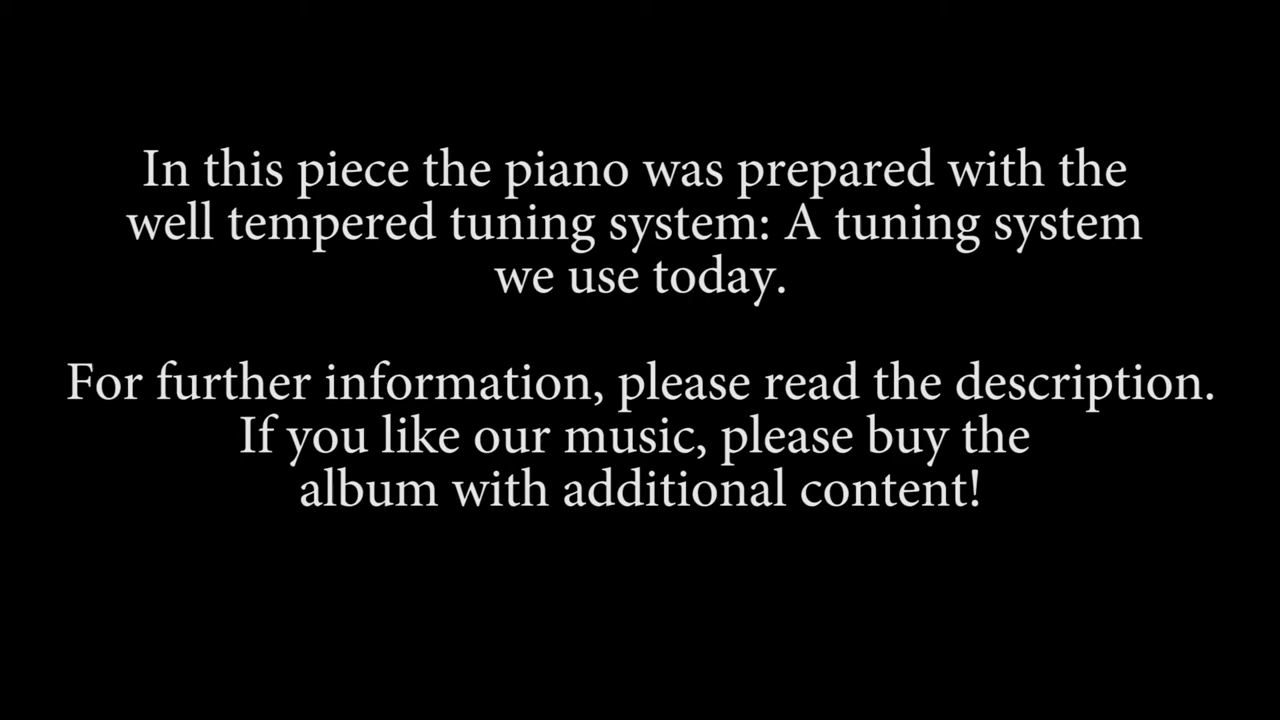 In this piece the piano was prepared with the
well tempered tuning system: A tuning system
we use today.
For further information, please read the description.
If you like our music, please buy the
album with additional content!